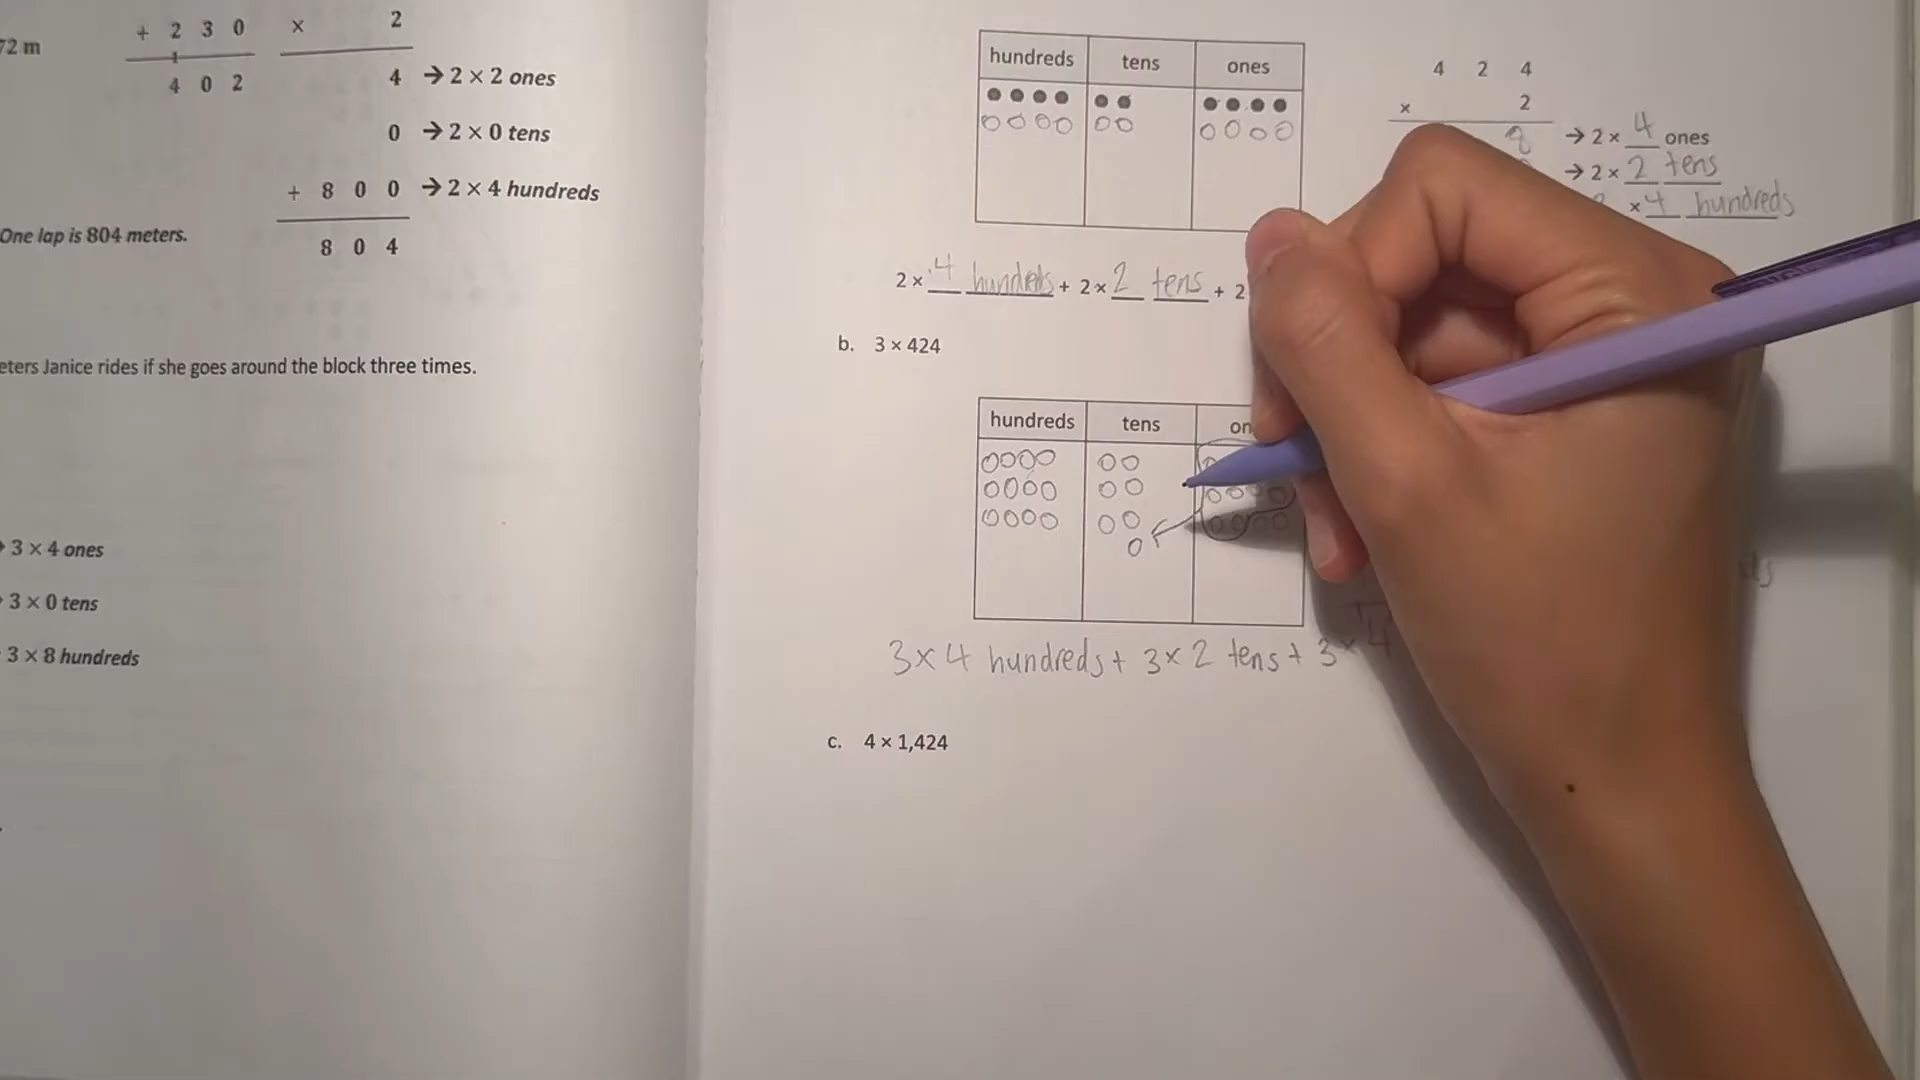 72 m
+ 2 3 0
1
4 0 2
× 2
4 → 2 × 2 ones
0 → 2 × 0 tens
+ 8 0 0 → 2 × 4 hundreds
8 0 4
One lap is 804 meters.
eters Janice rides if she goes around the block three times.
3 × 4 ones
3 × 0 tens
3 × 8 hundreds
hundreds tens ones
4 2 4
× 2
8 → 2 × 4 ones
→ 2 × 2 tens
× 4 hundreds
2 × 4 hundreds + 2 × 2 tens + 2
b. 3 × 424
hundreds tens on
3 × 4 hundreds + 3 × 2 tens + 3 × 4
c. 4 × 1,424